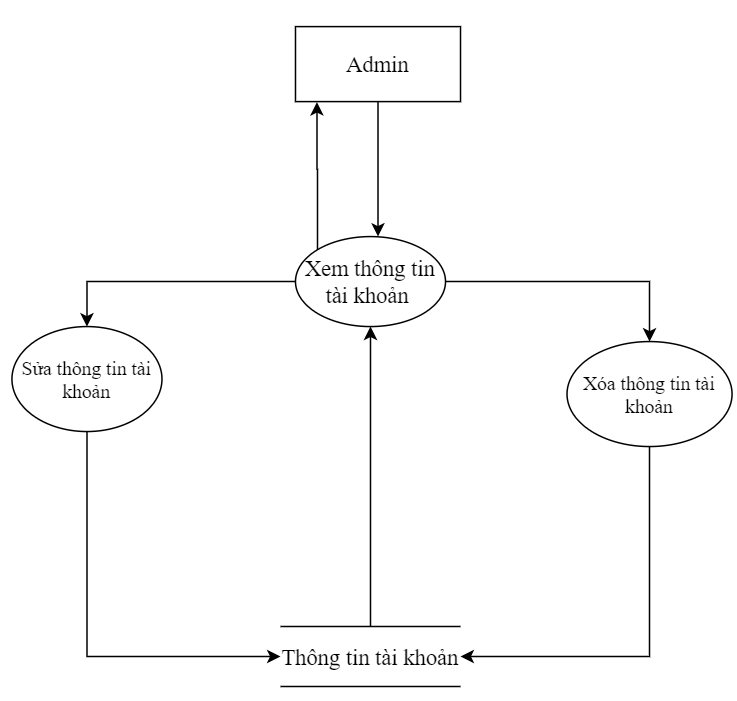 Admin
Xem thông tin
tài khoản
Sửa thông tin tài
khoản
Xóa thông tin tài
khoản
Thông tin tài khoản